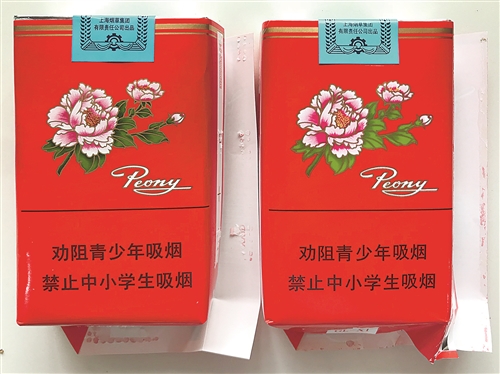 上海烟草集团
有限责任公司出品
Peony
劝阻青少年吸烟
禁止中小学生吸烟
上海烟草集团
有限责任公司出品
Peony
劝阻青少年吸烟
禁止中小学生吸烟